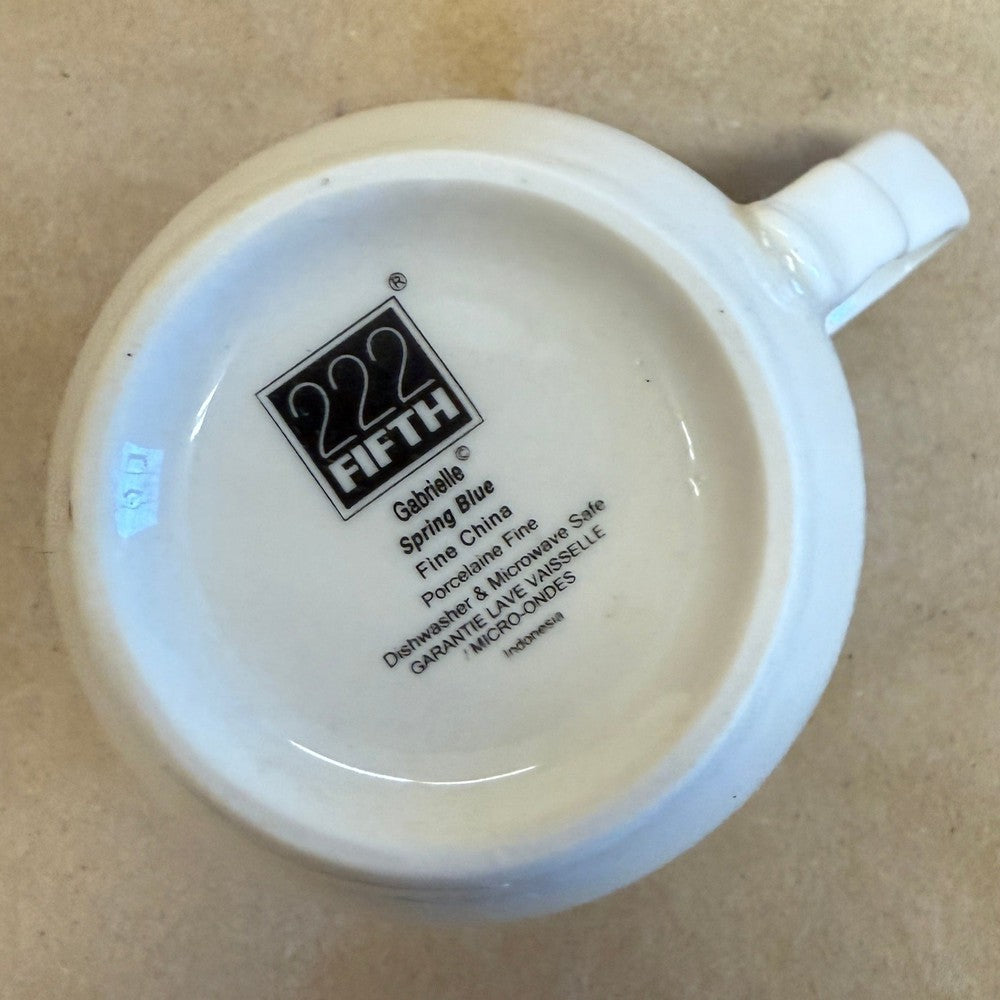 ®
222
FIFTH
Gabrielle ©
Spring Blue
Fine China
Porcelaine Fine
Dishwasher & Microwave Safe
GARANTIE LAVE VAISSELLE
/ MICRO-ONDES
Indonesia